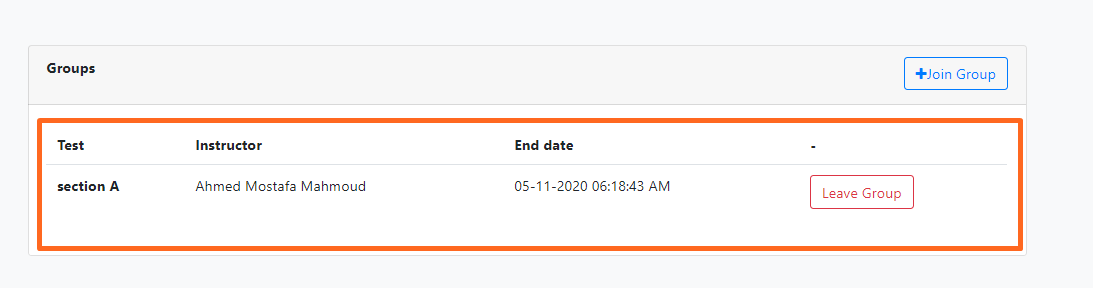 Groups
+Join Group
Test Instructor End date -
section A Ahmed Mostafa Mahmoud 05-11-2020 06:18:43 AM Leave Group